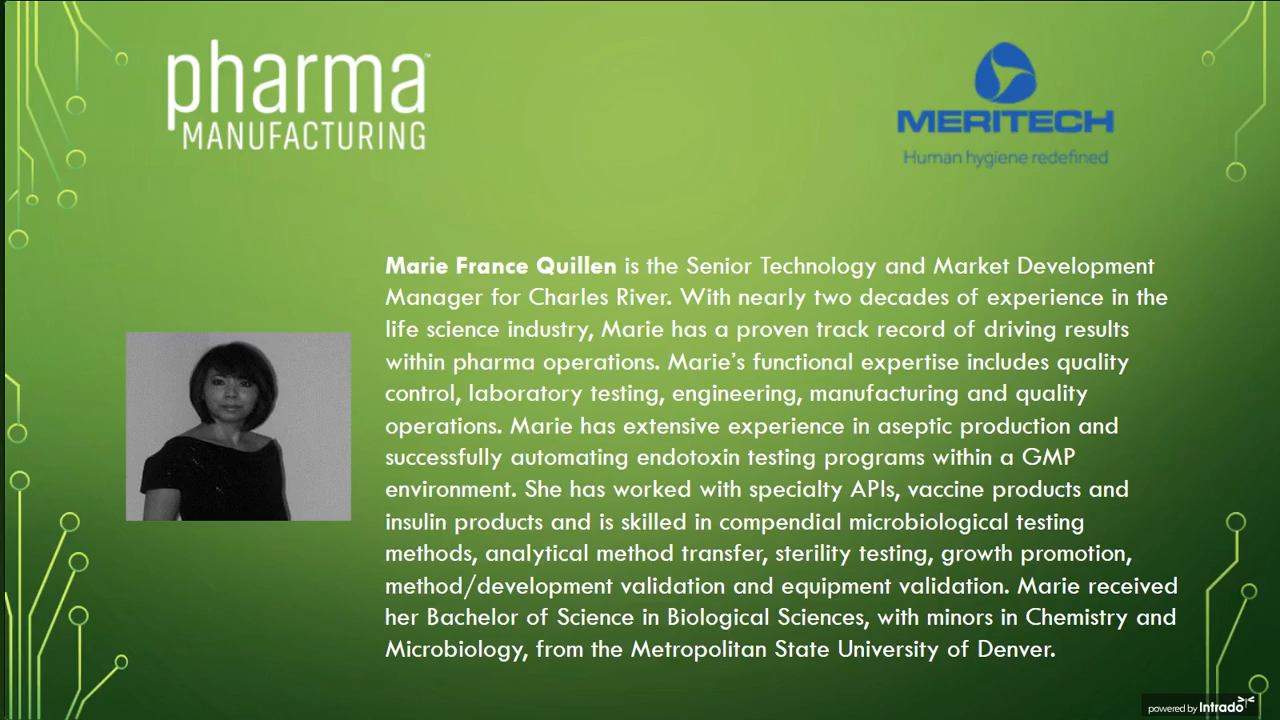 pharma™
MANUFACTURING
MERITECH
Human hygiene redefined
Marie France Quillen is the Senior Technology and Market Development
Manager for Charles River. With nearly two decades of experience in the
life science industry, Marie has a proven track record of driving results
within pharma operations. Marie’s functional expertise includes quality
control, laboratory testing, engineering, manufacturing and quality
operations. Marie has extensive experience in aseptic production and
successfully automating endotoxin testing programs within a GMP
environment. She has worked with specialty APIs, vaccine products and
insulin products and is skilled in compendial microbiological testing
methods, analytical method transfer, sterility testing, growth promotion,
method/development validation and equipment validation. Marie received
her Bachelor of Science in Biological Sciences, with minors in Chemistry and
Microbiology, from the Metropolitan State University of Denver.
powered by Intrado